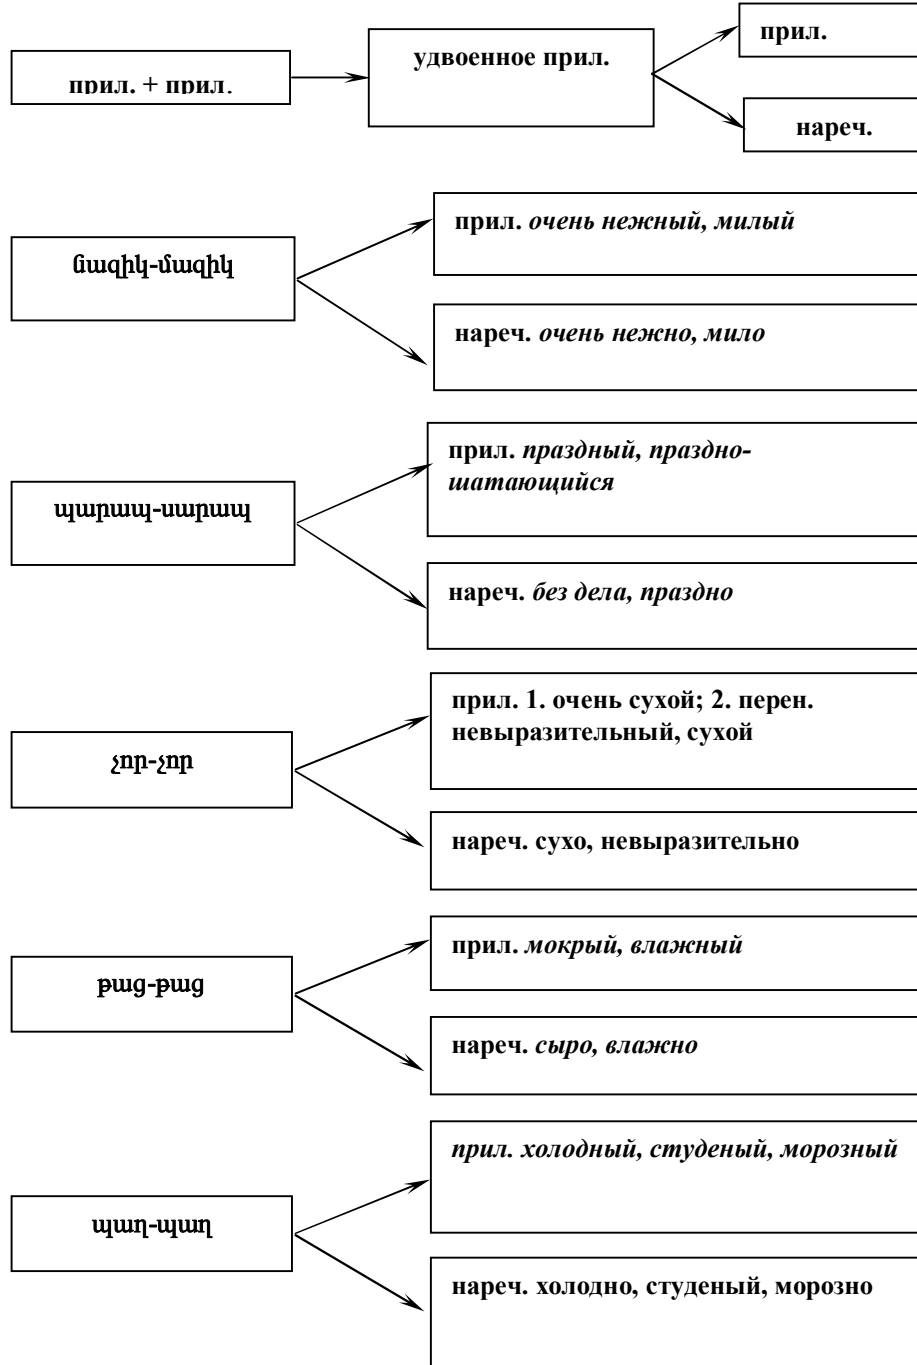 прил. + прил.
удвоенное прил.
прил.
нареч.
նազիկ-մազիկ
прил. очень нежный, милый
нареч. очень нежно, мило
պարապ-սարապ
прил. праздный, праздно-
шатающийся
нареч. без дела, праздно
չոր-չոր
прил. 1. очень сухой; 2. перен.
невыразительный, сухой
нареч. сухо, невыразительно
թաց-թաց
прил. мокрый, влажный
нареч. сыро, влажно
պաղ-պաղ
прил. холодный, студеный, морозный
нареч. холодно, студеный, морозно